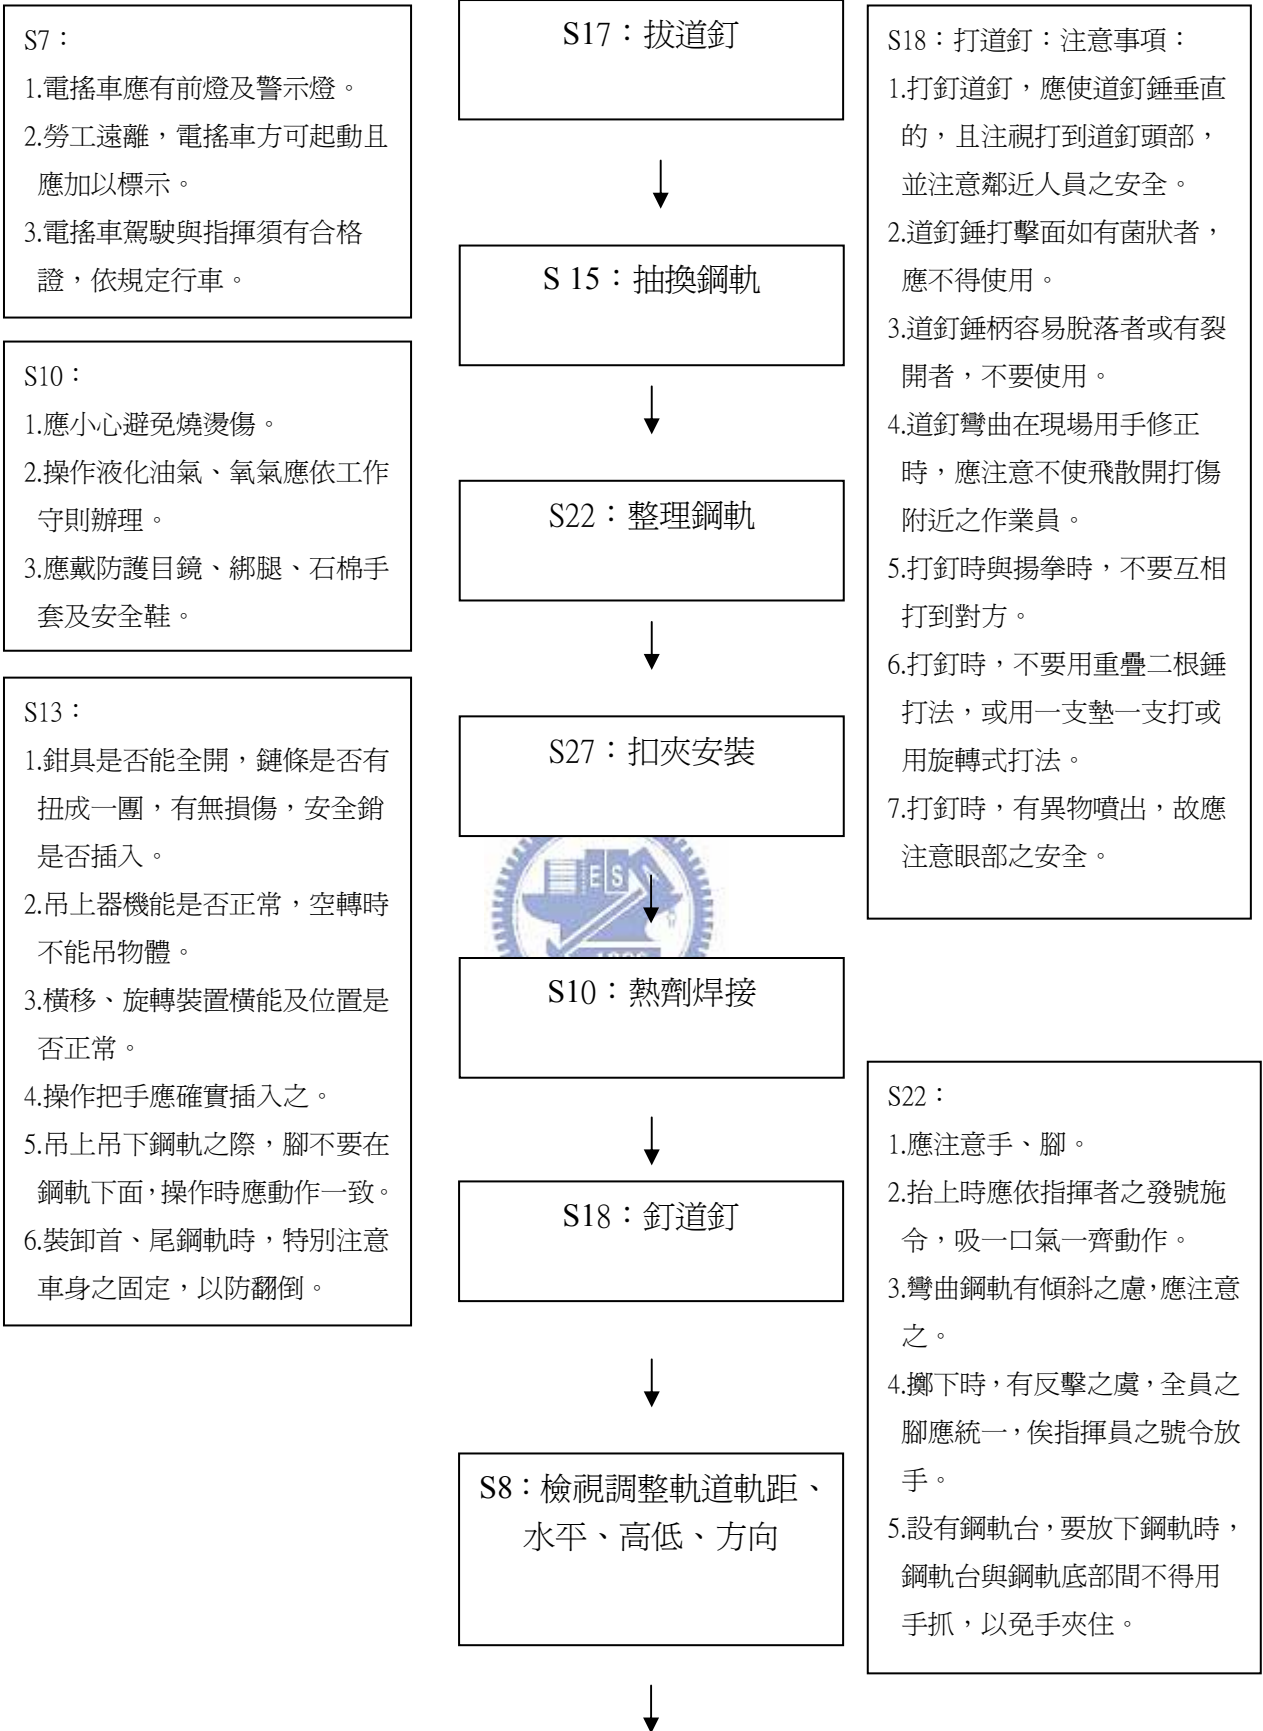 S7：
1.電搖車應有前燈及警示燈。
2.勞工遠離，電搖車方可起動且
應加以標示。
3.電搖車駕駛與指揮須有合格
證，依規定行車。
S10：
1.應小心避免燒燙傷。
2.操作液化油氣、氧氣應依工作
守則辦理。
3.應戴防護目鏡、綁腿、石棉手
套及安全鞋。
S13：
1.鉗具是否能全開，鏈條是否有
扭成一團，有無損傷，安全銷
是否插入。
2.吊上器機能是否正常，空轉時
不能吊物體。
3.橫移、旋轉裝置橫能及位置是
否正常。
4.操作把手應確實插入之。
5.吊上吊下鋼軌之際，腳不要在
鋼軌下面，操作時應動作一致。
6.裝卸首、尾鋼軌時，特別注意
車身之固定，以防翻倒。
S17：拔道釘
S 15：抽換鋼軌
S22：整理鋼軌
S27：扣夾安裝
ES
S10：熱劑焊接
S18：釘道釘
S8：檢視調整軌道軌距、
水平、高低、方向
S18：打道釘：注意事項：
1.打釘道釘，應使道釘錘垂直
的，且注視打到道釘頭部，
並注意鄰近人員之安全。
2.道釘錘打擊面如有菌狀者，
應不得使用。
3.道釘錘柄容易脫落者或有裂
開者，不要使用。
4.道釘彎曲在現場用手修正
時，應注意不使飛散開打傷
附近之作業員。
5.打釘時與揚拳時，不要互相
打到對方。
6.打釘時，不要用重疊二根錘
打法，或用一支墊一支打或
用旋轉式打法。
7.打釘時，有異物噴出，故應
注意眼部之安全。
S22：
1.應注意手、腳。
2.抬上時應依指揮者之發號施
令，吸一口氣一齊動作。
3.彎曲鋼軌有傾斜之慮，應注意
之。
4.擲下時，有反擊之虞，全員之
腳應統一，俟指揮員之號令放
手。
5.設有鋼軌台，要放下鋼軌時，
鋼軌台與鋼軌底部間不得用
手抓，以免手夾住。